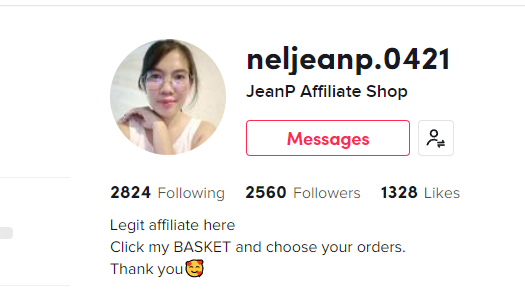 neljeanp.0421
JeanP Affiliate Shop
Messages
2824 Following 2560 Followers 1328 Likes
Legit affiliate here
Click my BASKET and choose your orders.
Thank you🥰